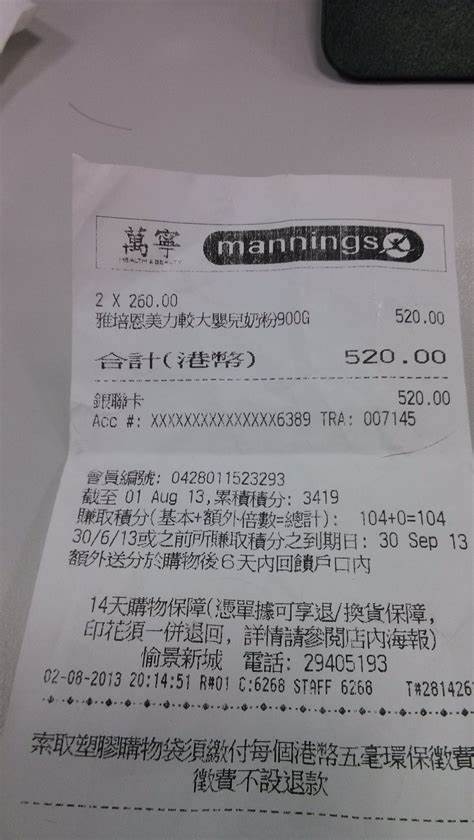 萬寧 mannings
HEALTH & BEAUTY
2 X 260.00
雅培恩美力較大嬰兒奶粉900G 520.00
合計(港幣) 520.00
銀聯卡 520.00
Acc #: XXXXXXXXXXXXXXX6389 TRA: 007145
會員編號: 0428011523293
截至 01 Aug 13,累積積分: 3419
賺取積分(基本+額外倍數=總計): 104+0=104
30/6/13或之前所賺取積分之到期日: 30 Sep 13
額外送分於購物後6天內回饋戶口內
14天購物保障(憑單據可享退/換貨保障,
印花須一併退回, 詳情請參閱店內海報)
愉景新城 電話: 29405193
02-08-2013 20:14:51 R#01 C:6268 STAFF 6268 T#2814267
索取塑膠購物袋須繳付每個港幣五毫環保徵費
徵費不設退款